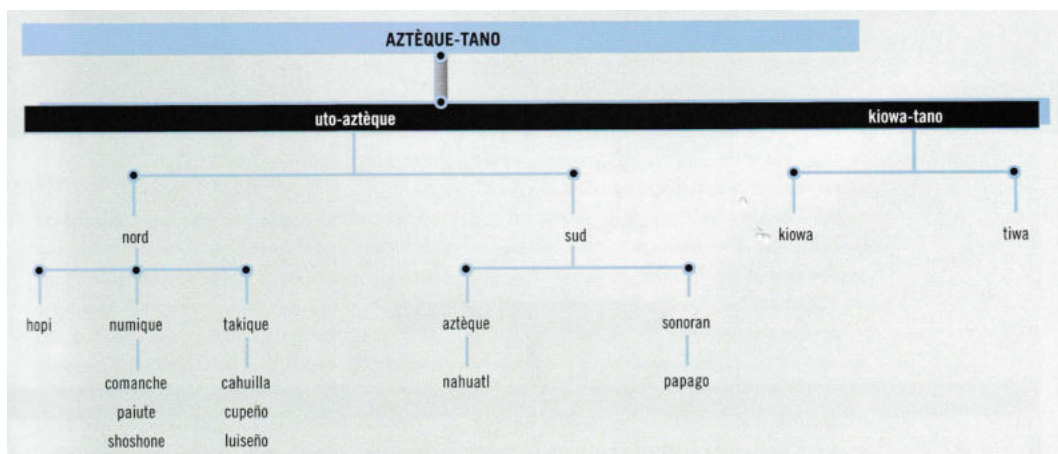 AZTÈQUE-TANO
uto-aztèque kiowa-tano
nord sud kiowa tiwa
hopi numique takique aztèque sonoran
comanche cahuilla nahuatl papago
paiute cupeño
shoshone luiseño